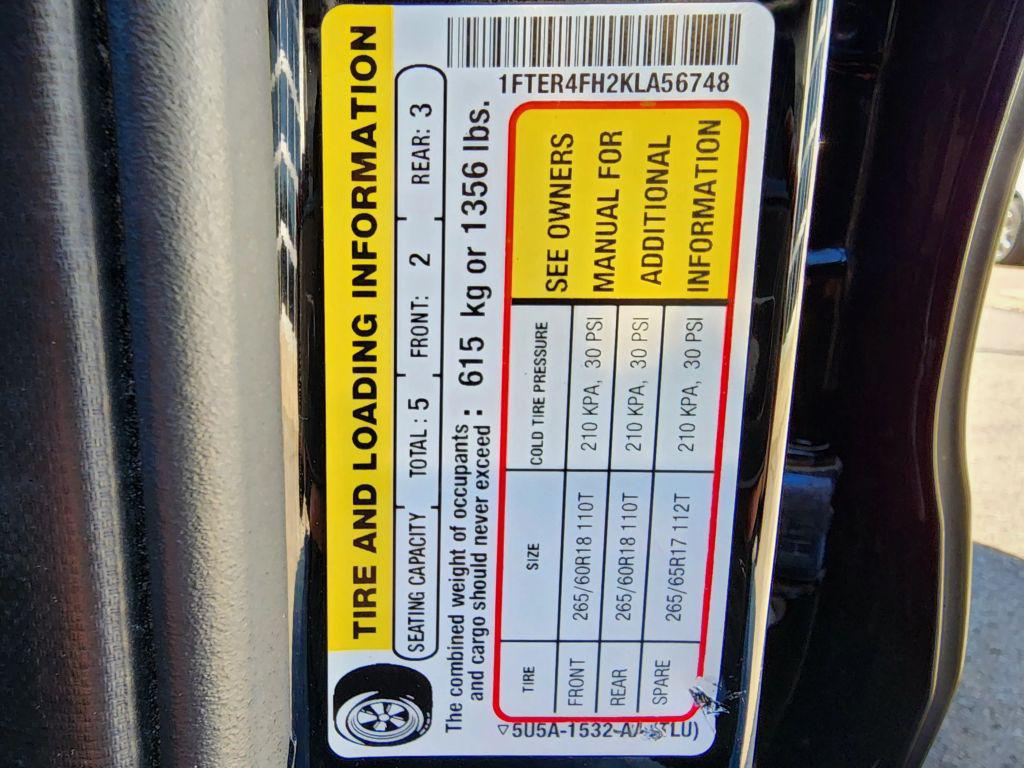 TIRE AND LOADING INFORMATION
SEATING CAPACITY TOTAL : 5 FRONT: 2 REAR: 3
The combined weight of occupants
and cargo should never exceed : 615 kg or 1356 lbs.
TIRE SIZE COLD TIRE PRESSURE
FRONT 265/60R18 110T 210 KPA, 30 PSI
REAR 265/60R18 110T 210 KPA, 30 PSI
SPARE 265/65R17 112T 210 KPA, 30 PSI
SEE OWNERS
MANUAL FOR
ADDITIONAL
INFORMATION
1FTER4FH2KLA56748
5U5A-1532-